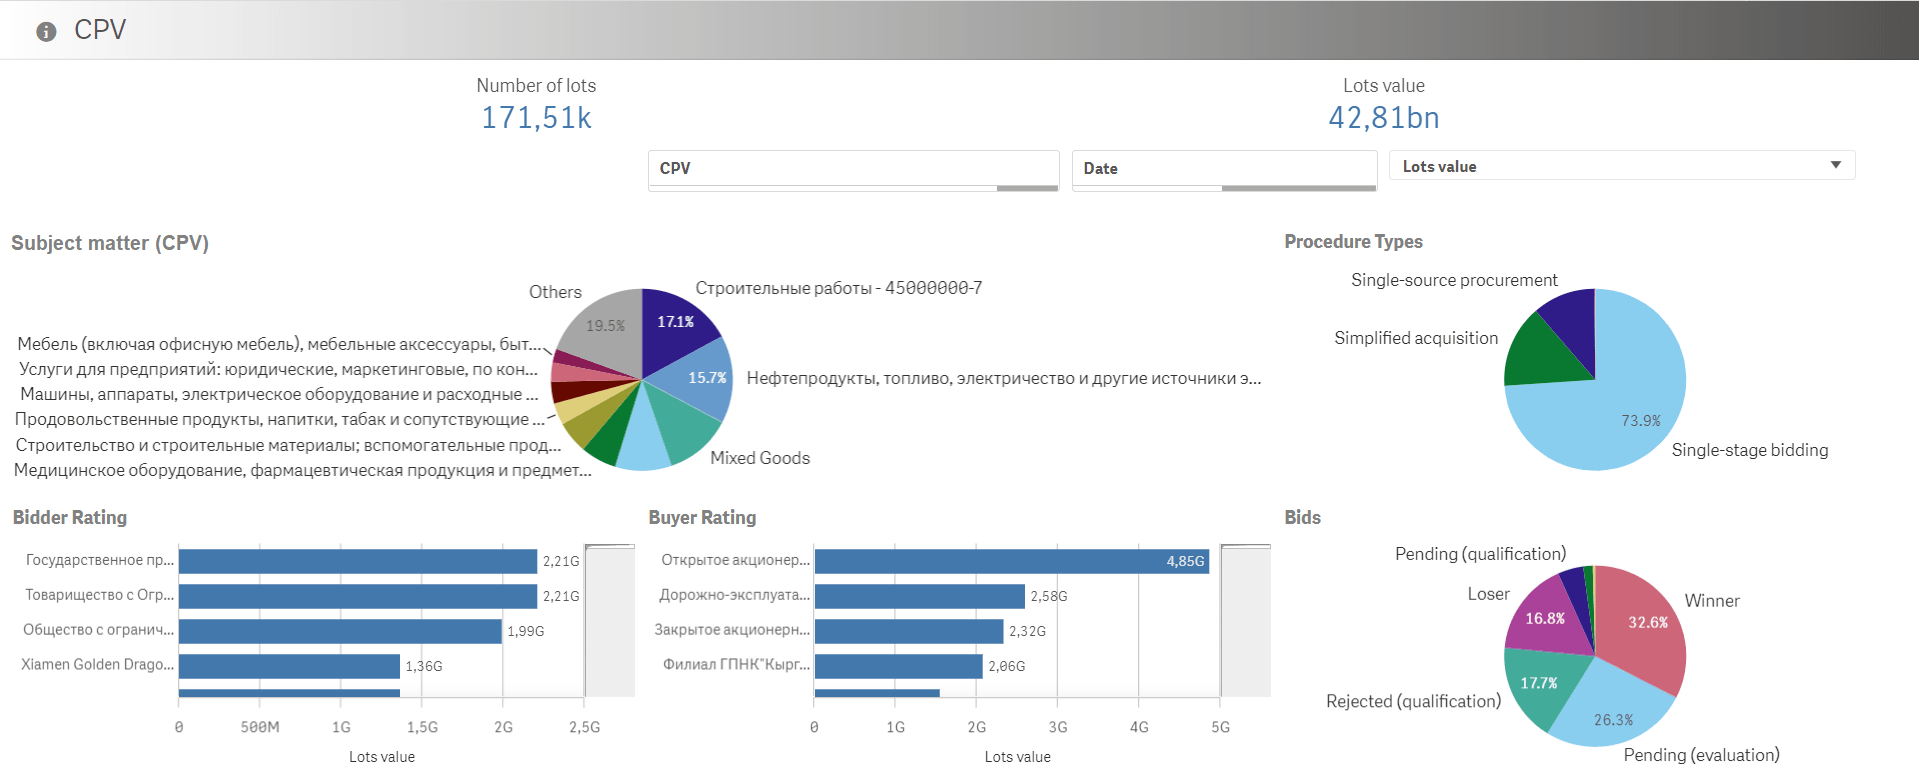 CPV
Number of lots
171,51k
Lots value
42,81bn
CPV
Date
Lots value
Subject matter (CPV)
Others
19.5%
17.1%
Строительные работы - 45000000-7
Мебель (включая офисную мебель), мебельные аксессуары, быт...
Услуги для предприятий: юридические, маркетинговые, по кон...
Машины, аппараты, электрическое оборудование и расходные ...
Продовольственные продукты, напитки, табак и сопутствующие ...
Строительство и строительные материалы; вспомогательные прод...
Медицинское оборудование, фармацевтическая продукция и предмет...
15.7%
Нефтепродукты, топливо, электричество и другие источники э...
Mixed Goods
Procedure Types
Single-source procurement
Simplified acquisition
73.9%
Single-stage bidding
Bidder Rating
Государственное пр...
2,21G
Товарищество с Огр...
2,21G
Общество с огранич...
1,99G
Xiamen Golden Drago...
1,36G
0 500M 1G 1,5G 2G 2,5G
Lots value
Buyer Rating
Открытое акционер...
4,85G
Дорожно-эксплуата...
2,58G
Закрытое акционерн...
2,32G
Филиал ГПНК"Кырг...
2,06G
0 1G 2G 3G 4G 5G
Lots value
Bids
Pending (qualification)
Loser
16.8%
Winner
32.6%
Rejected (qualification)
17.7%
26.3%
Pending (evaluation)